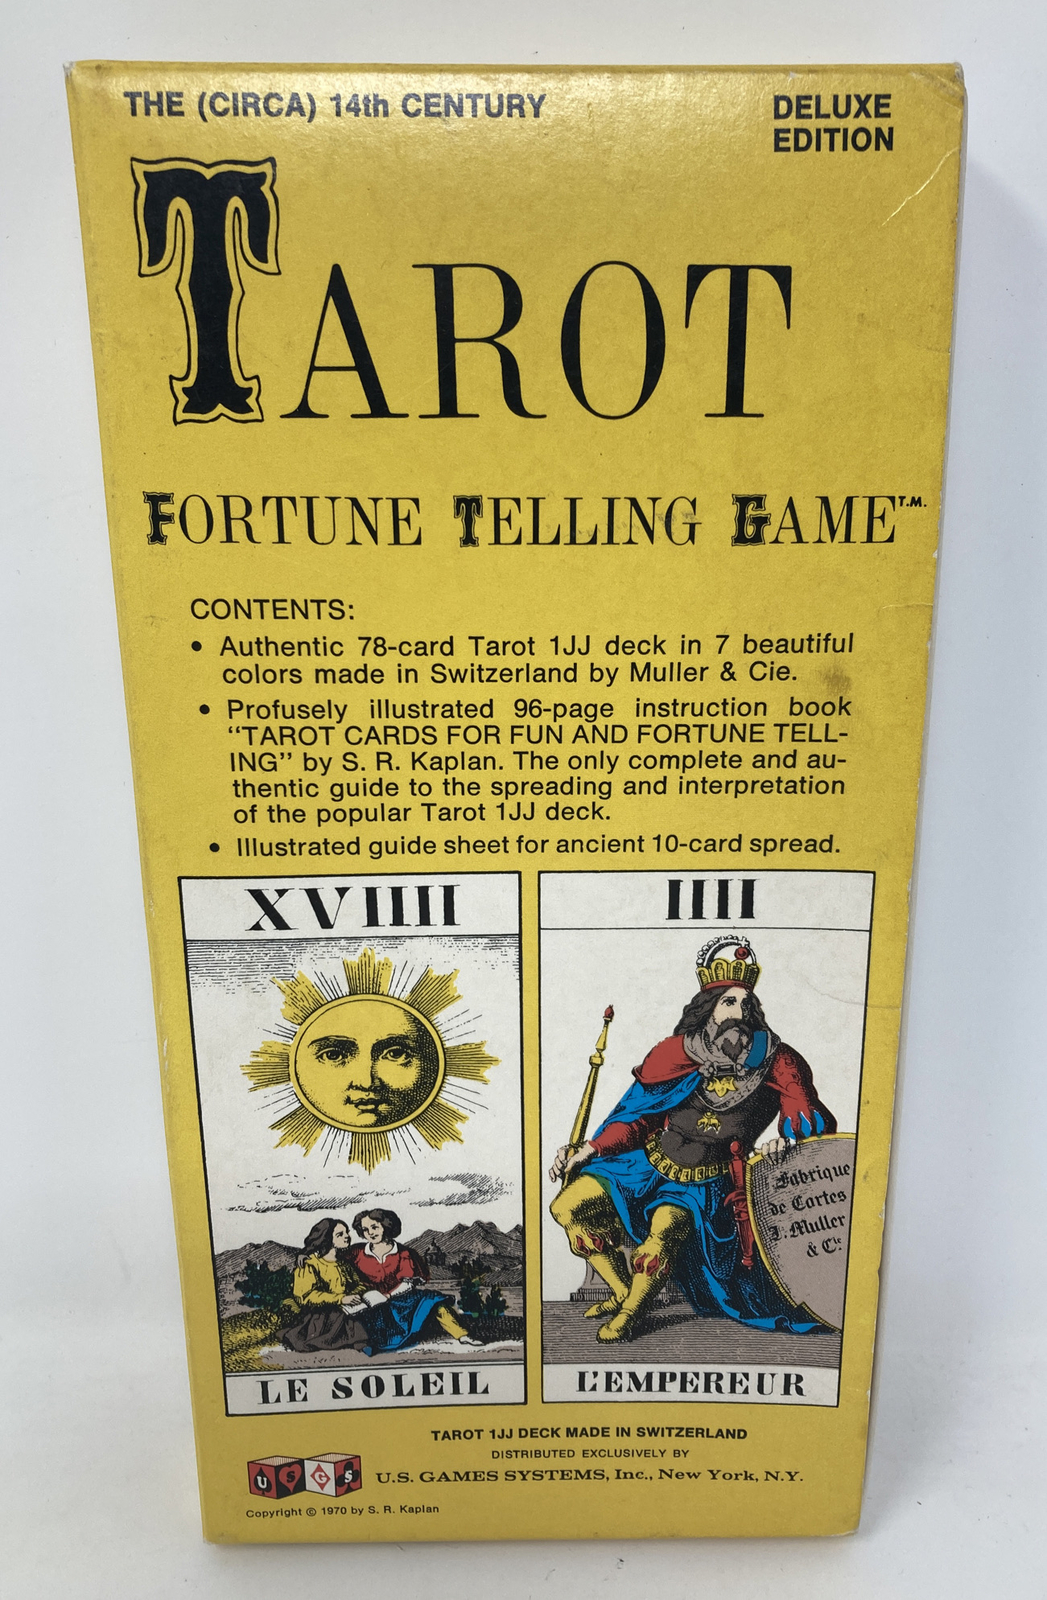 THE (CIRCA) 14th CENTURY
DELUXE
EDITION
TAROT
FORTUNE TELLING GAME T.M.
CONTENTS:
• Authentic 78-card Tarot 1JJ deck in 7 beautiful
colors made in Switzerland by Muller & Cie.
• Profusely illustrated 96-page instruction book
"TAROT CARDS FOR FUN AND FORTUNE TELL-
ING" by S. R. Kaplan. The only complete and au-
thentic guide to the spreading and interpretation
of the popular Tarot 1JJ deck.
• Illustrated guide sheet for ancient 10-card spread.
XVIIII
LE SOLEIL
IIII
Fabrique
de Cartes
J. Muller
& Cie.
L'EMPEREUR
TAROT 1JJ DECK MADE IN SWITZERLAND
DISTRIBUTED EXCLUSIVELY BY
U.S. GAMES SYSTEMS, Inc., New York, N.Y.
USGS
Copyright © 1970 by S. R. Kaplan